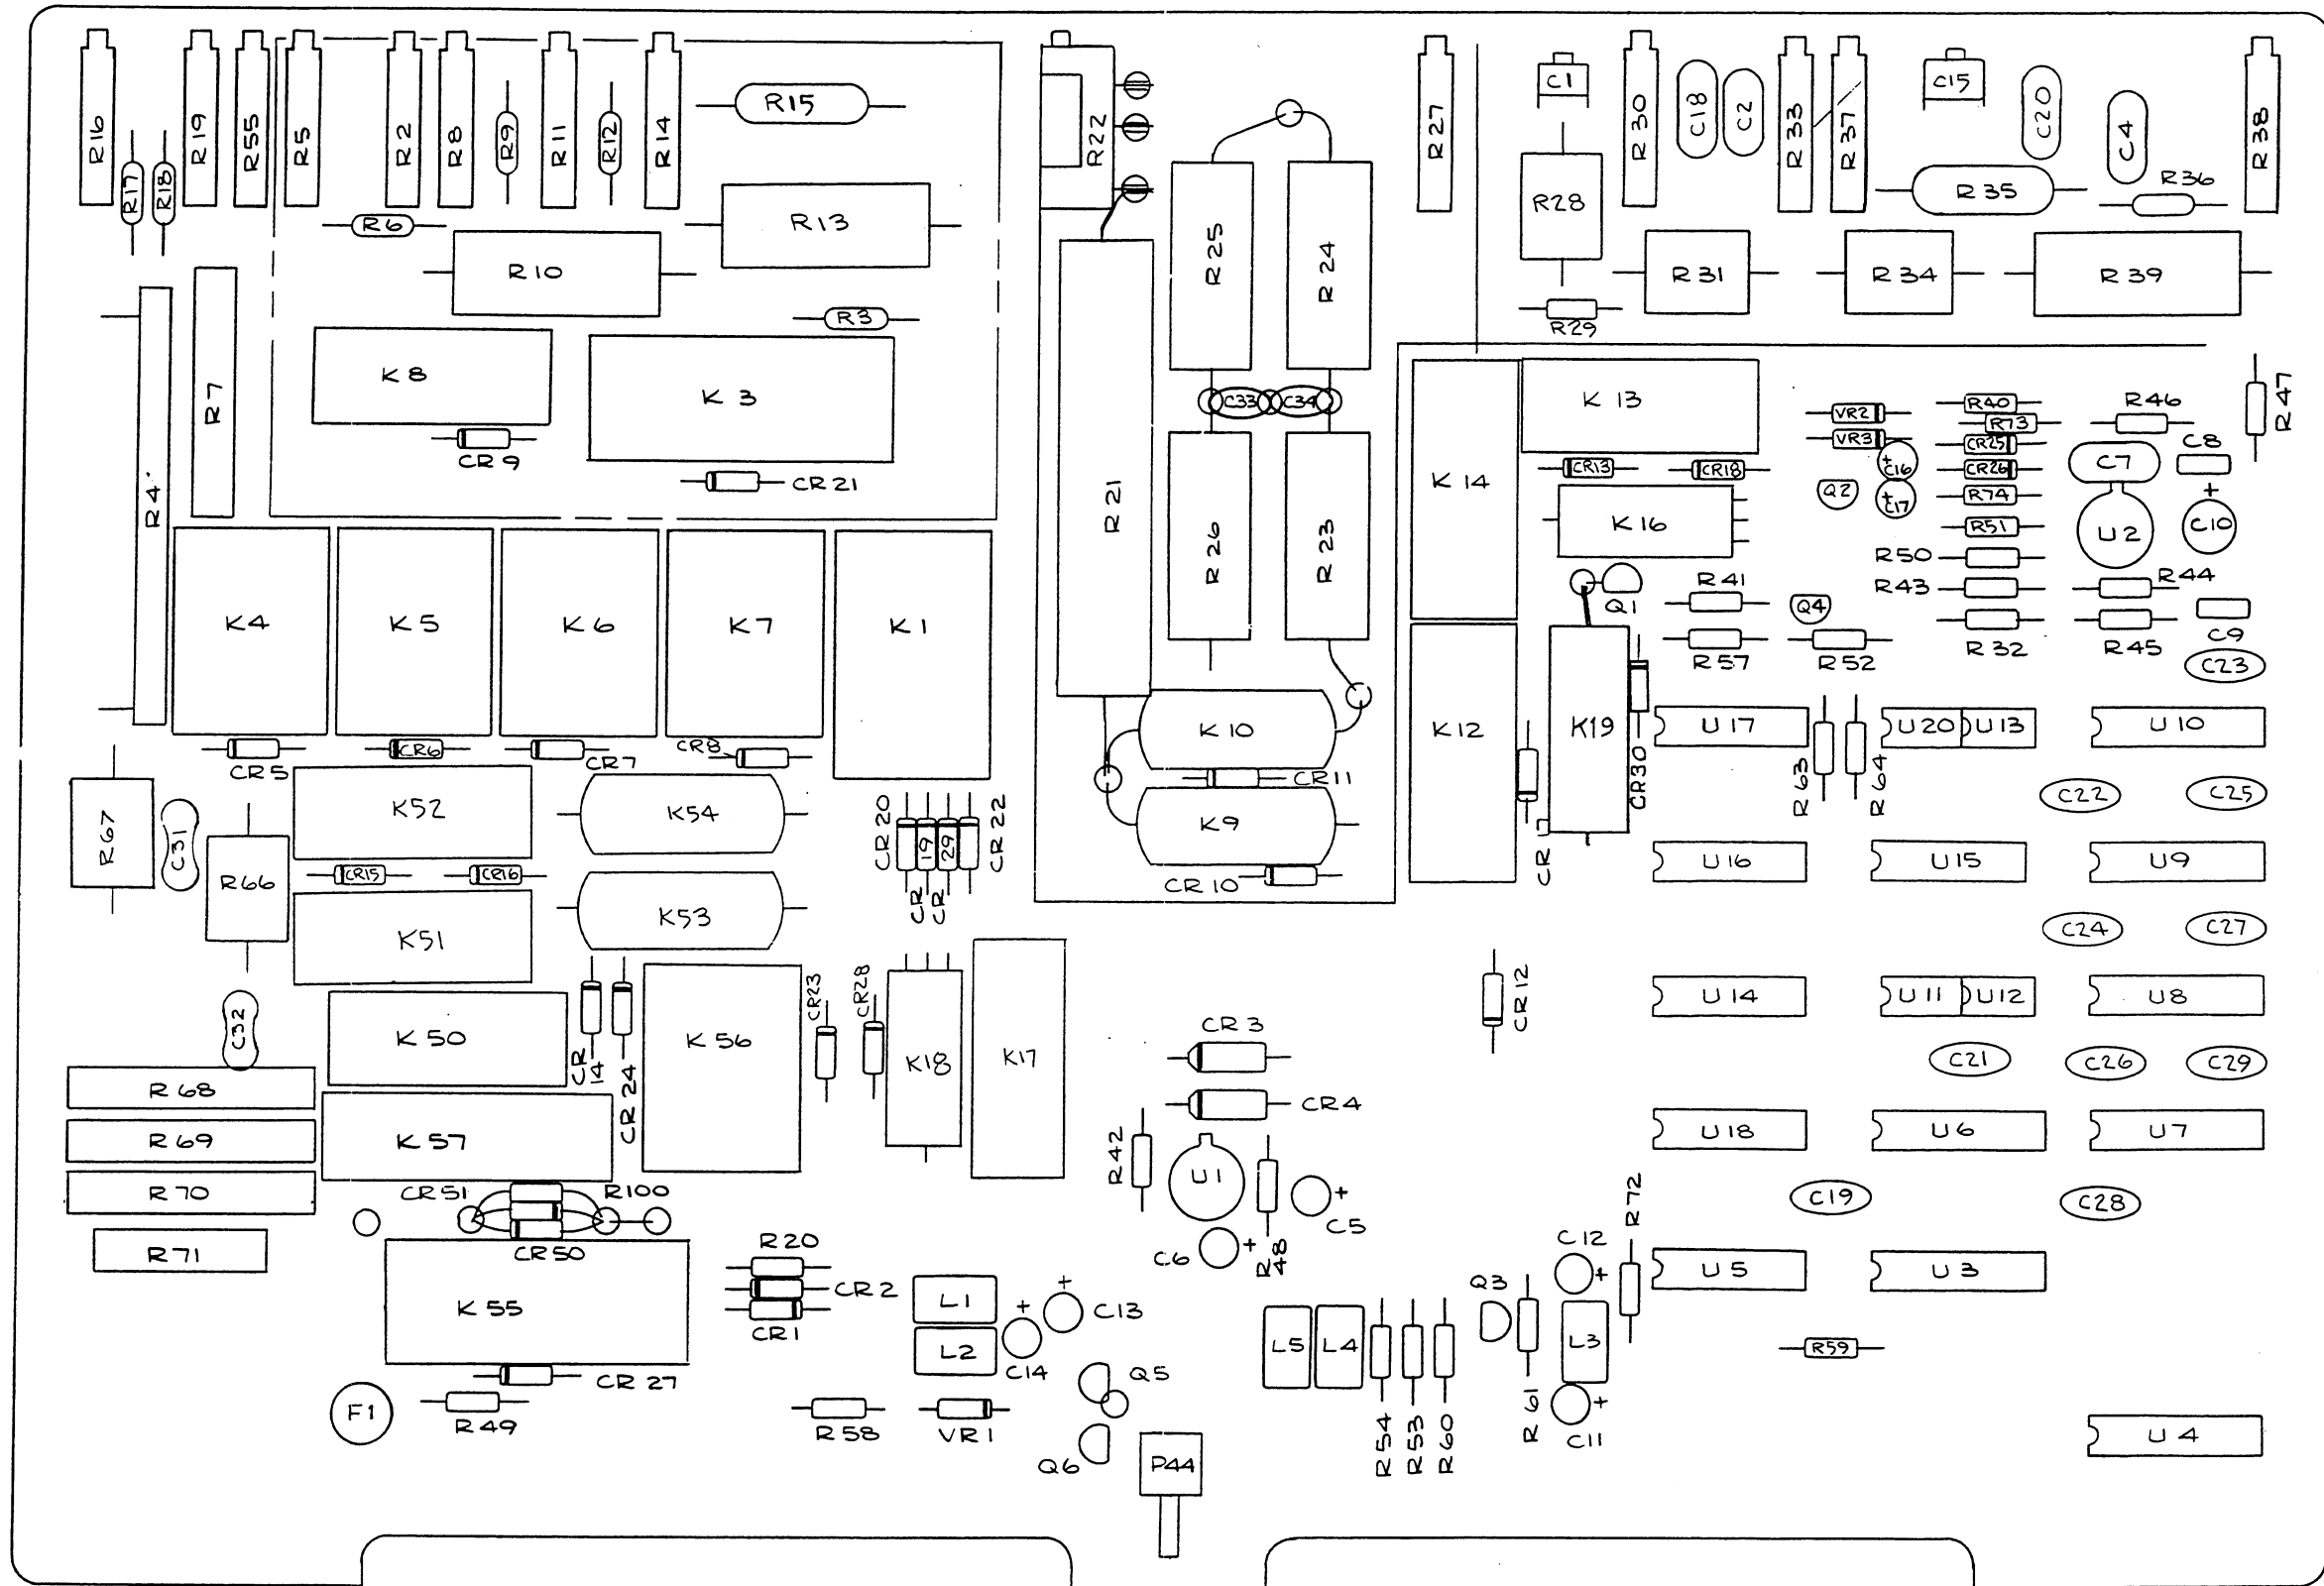 R16
R17
R18
R19
R55
R5
R2
R8
R9
R11
R12
R14
R15
R6
R13
R10
R3
R22
R27
C1
R28
R29
R30
C18
C2
R33
R37
C15
C20
C4
R35
R36
R38
R31
R34
R39
R25
R24
R4
R7
K8
K3
CR9
CR21
C33
C34
R21
R26
R23
K14
K13
CR13
CR18
K16
Q1
VR2
VR3
+
C16
+
C17
Q2
R40
R73
CR25
CR26
R74
R51
R50
R43
R32
R46
R47
C7
C8
+
C10
U2
R44
R45
C9
C23
R41
R57
Q4
R52
K4
K5
K6
K7
K1
CR5
CR6
CR7
CR8
K10
CR11
K9
CR10
K12
CR17
K19
CR30
U17
R63
R64
U20
U13
U10
C22
C25
R67
C31
R66
K52
K54
CR15
CR16
K51
K53
CR20
CR19
CR29
CR22
U16
U15
U9
C24
C27
C32
K50
CR14
CR24
K56
CR23
CR28
K18
K17
CR3
CR4
CR12
U14
U11
U12
U8
C21
C26
C29
R68
R69
R70
R71
K57
CR51
R100
CR50
R42
U1
R48
+
C5
C6
+
U18
U6
U7
C19
C28
R72
K55
R20
CR2
CR1
L1
L2
+
C14
+
C13
L5
L4
R54
R53
R60
Q3
R61
C12
+
L3
+
C11
U5
U3
R59
CR27
F1
R49
R58
VR1
Q5
Q6
P44
U4